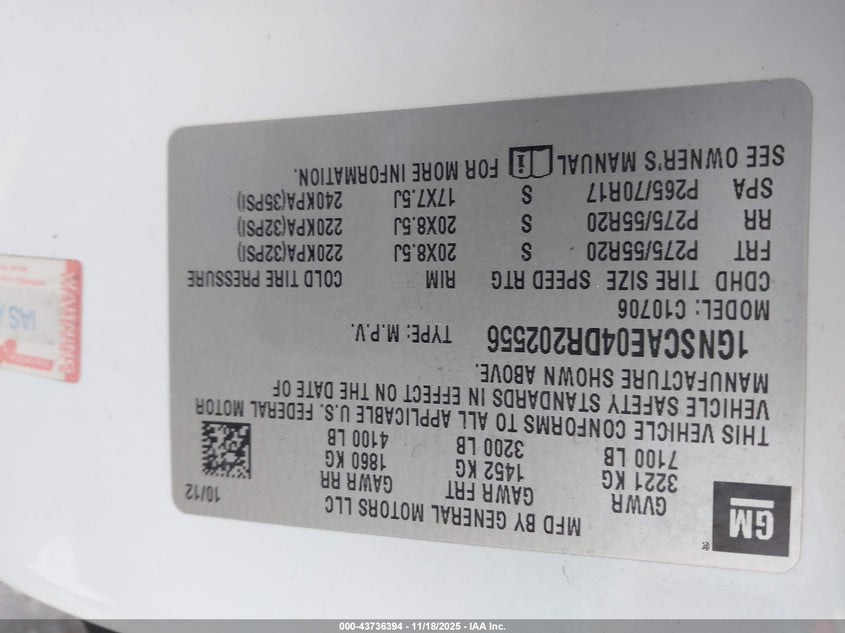 GM
®
MFD BY GENERAL MOTORS LLC 10/12
GVWR GAWR FRT GAWR RR
3221 KG 1452 KG 1860 KG
7100 LB 3200 LB 4100 LB
THIS VEHICLE CONFORMS TO ALL APPLICABLE U.S. FEDERAL MOTOR
VEHICLE SAFETY STANDARDS IN EFFECT ON THE DATE OF
MANUFACTURE SHOWN ABOVE.
1GNSCAE04DR202556 TYPE: M.P.V.
MODEL: C10706
CDHD TIRE SIZE SPEED RTG RIM COLD TIRE PRESSURE
FRT P275/55R20 S 20X8.5J 220KPA(32PSI)
RR P275/55R20 S 20X8.5J 220KPA(32PSI)
SPA P265/70R17 S 17X7.5J 240KPA(35PSI)
SEE OWNER'S MANUAL i FOR MORE INFORMATION.
WARNING
IAS A
000-43736394 - 11/18/2025 - IAA Inc.